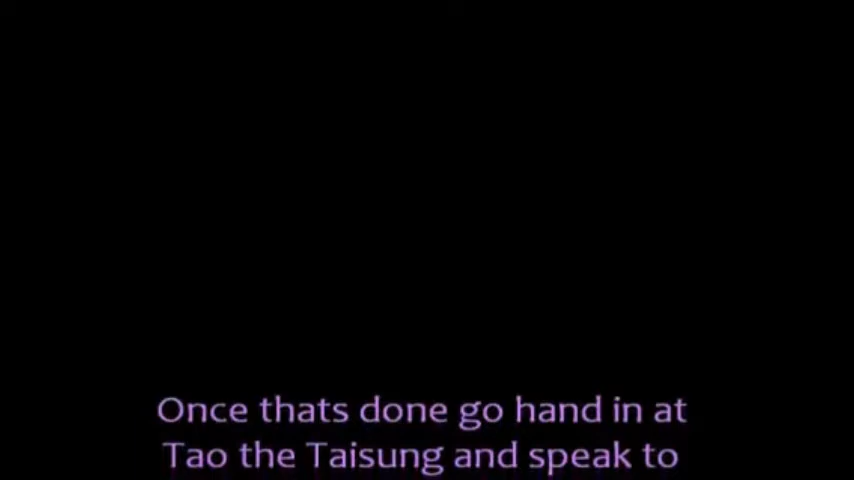 Once thats done go hand in at
Tao the Taisung and speak to